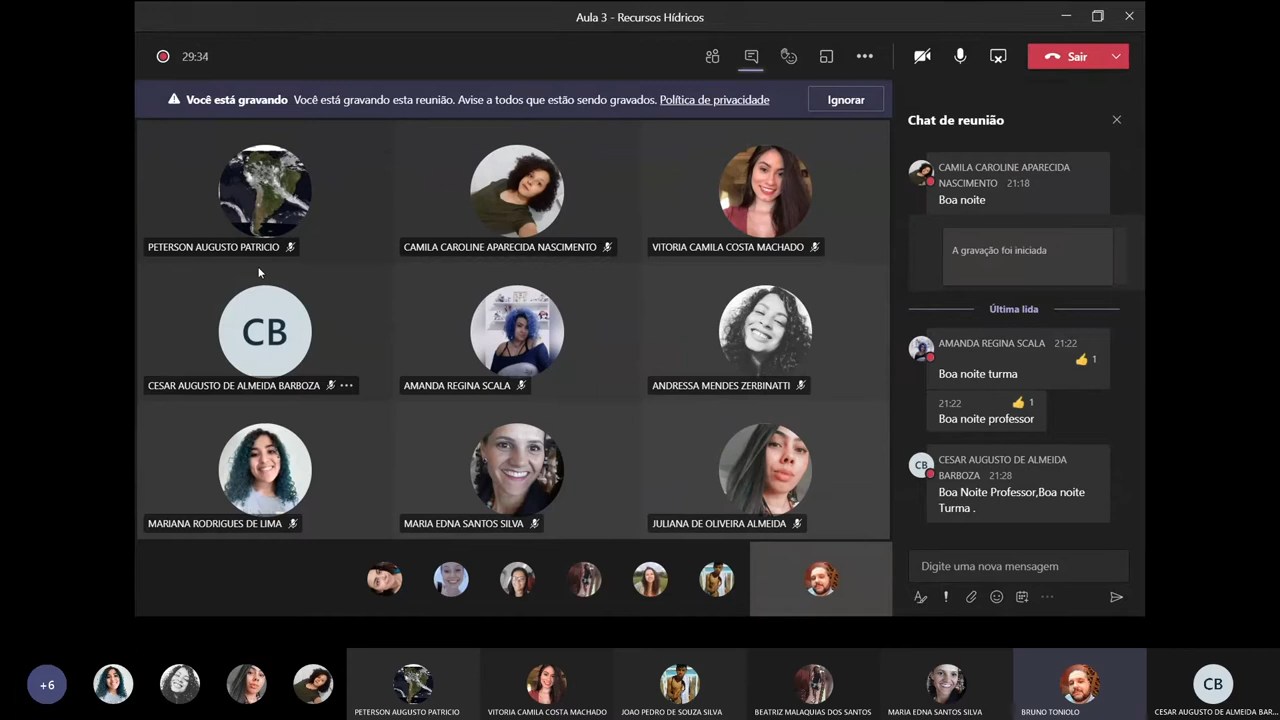 Aula 3 - Recursos Hídricos
29:34
Sair
Você está gravando Você está gravando esta reunião. Avise a todos que estão sendo gravados. Política de privacidade
Ignorar
PETERSON AUGUSTO PATRICIO
CAMILA CAROLINE APARECIDA NASCIMENTO
VITORIA CAMILA COSTA MACHADO
CB
CESAR AUGUSTO DE ALMEIDA BARBOZA
AMANDA REGINA SCALA
ANDRESSA MENDES ZERBINATTI
MARIANA RODRIGUES DE LIMA
MARIA EDNA SANTOS SILVA
JULIANA DE OLIVEIRA ALMEIDA
Chat de reunião
CAMILA CAROLINE APARECIDA
NASCIMENTO 21:18
Boa noite
A gravação foi iniciada
Última lida
AMANDA REGINA SCALA 21:22
1
Boa noite turma
21:22 1
Boa noite professor
CB
CESAR AUGUSTO DE ALMEIDA
BARBOZA 21:28
Boa Noite Professor,Boa noite
Turma .
Digite uma nova mensagem
+6
PETERSON AUGUSTO PATRICIO
VITORIA CAMILA COSTA MACHADO
JOAO PEDRO DE SOUZA SILVA
BEATRIZ MALAQUIAS DOS SANTOS
MARIA EDNA SANTOS SILVA
BRUNO TONIOLO
CB
CESAR AUGUSTO DE ALMEIDA BAR...